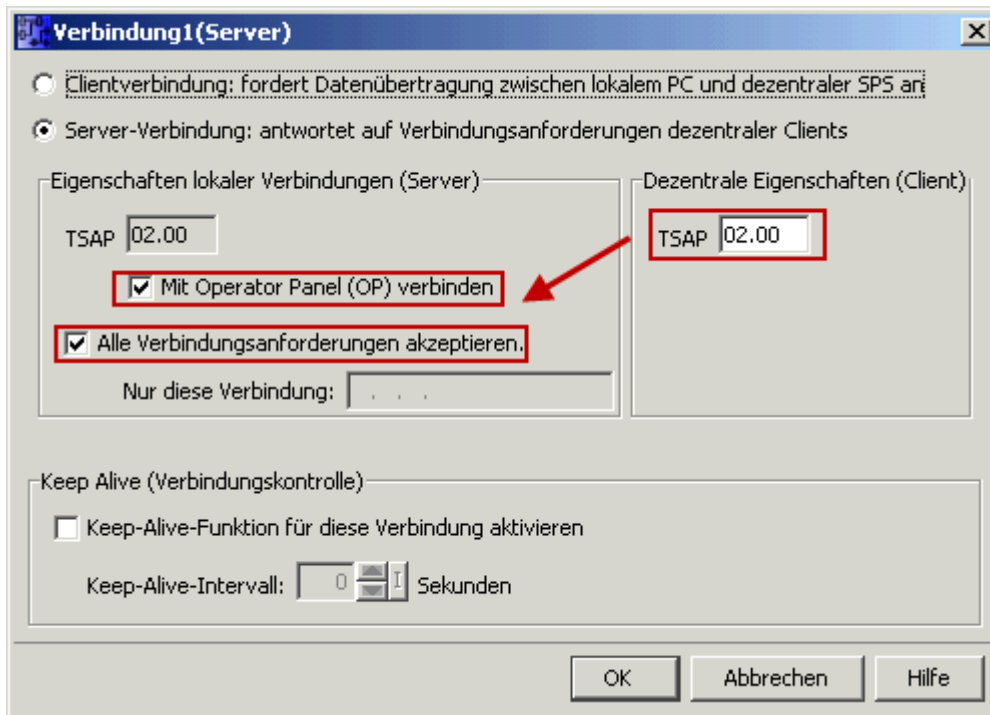 Verbindung1(Server)
Clientverbindung: fordert Datenübertragung zwischen lokalem PC und dezentraler SPS an
Server-Verbindung: antwortet auf Verbindungsanforderungen dezentraler Clients
Eigenschaften lokaler Verbindungen (Server)
TSAP 02.00
Mit Operator Panel (OP) verbinden
Alle Verbindungsanforderungen akzeptieren.
Nur diese Verbindung: . . .
Dezentrale Eigenschaften (Client)
TSAP 02.00
Keep Alive (Verbindungskontrolle)
Keep-Alive-Funktion für diese Verbindung aktivieren
Keep-Alive-Intervall: 0 Sekunden
OK Abbrechen Hilfe